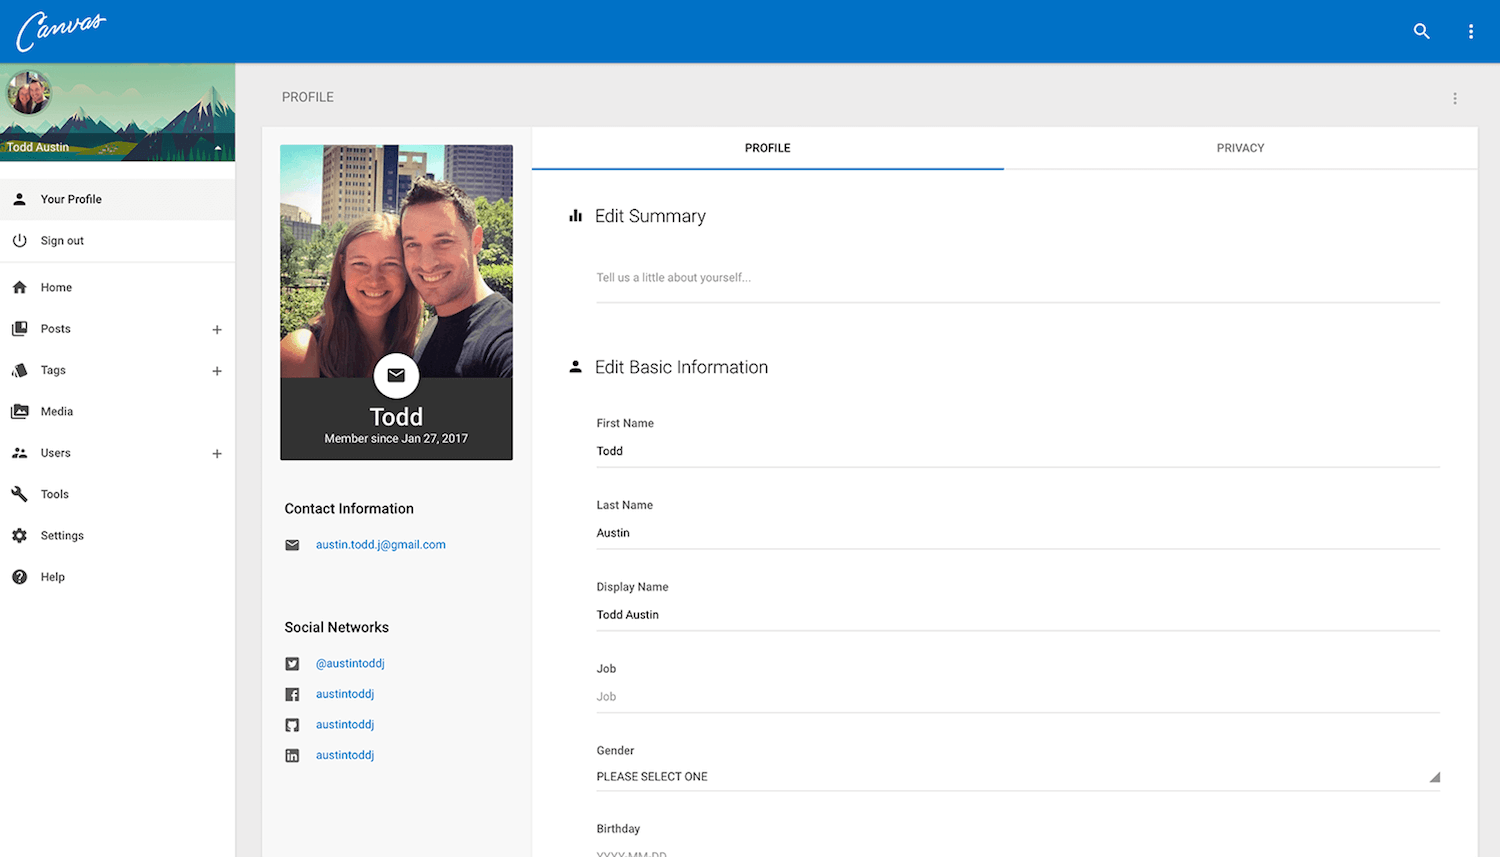 Canvas
Todd Austin
Your Profile
Sign out
Home
Posts
Tags
Media
Users
Tools
Settings
Help
PROFILE
Todd
Member since Jan 27, 2017
Contact Information
austin.todd.j@gmail.com
Social Networks
@austintoddj
austintoddj
austintoddj
austintoddj
PROFILE PRIVACY
Edit Summary
Tell us a little about yourself...
Edit Basic Information
First Name
Todd
Last Name
Austin
Display Name
Todd Austin
Job
Job
Gender
PLEASE SELECT ONE
Birthday
YYYY-MM-DD